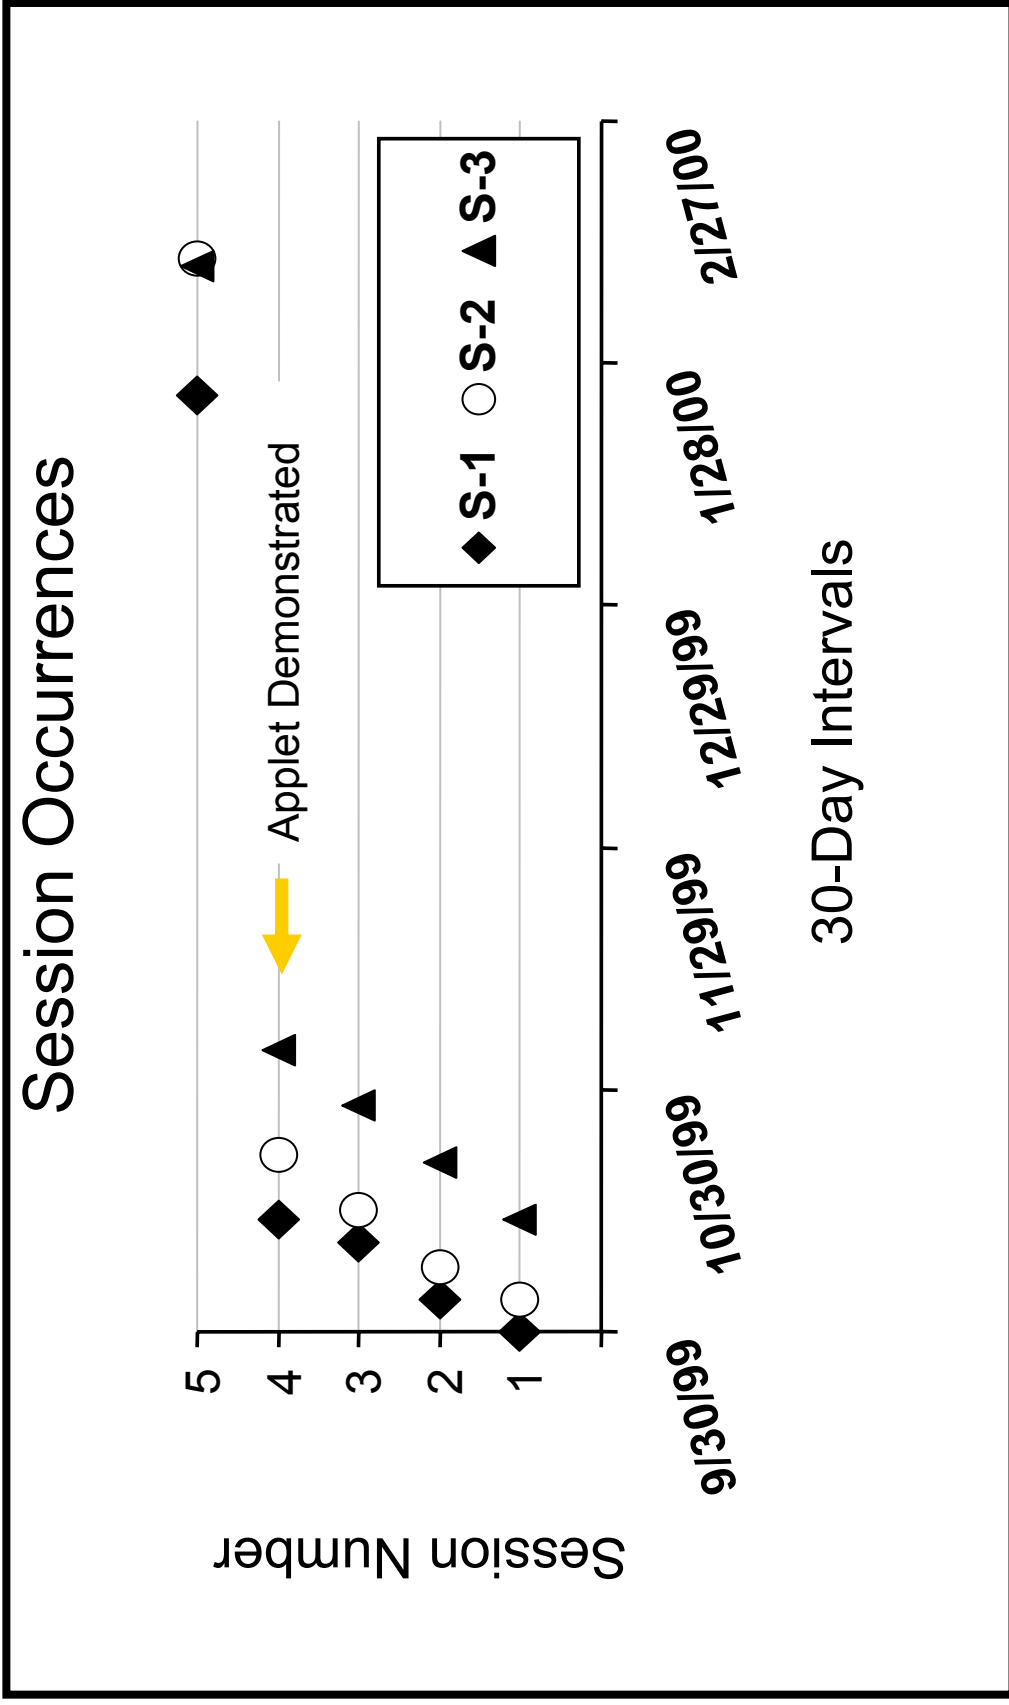 Session Occurrences
Session Number
5
4
3
2
1
Applet Demonstrated
S-1 S-2 S-3
9/30/99 10/30/99 11/29/99 12/29/99 1/28/00 2/27/00
30-Day Intervals